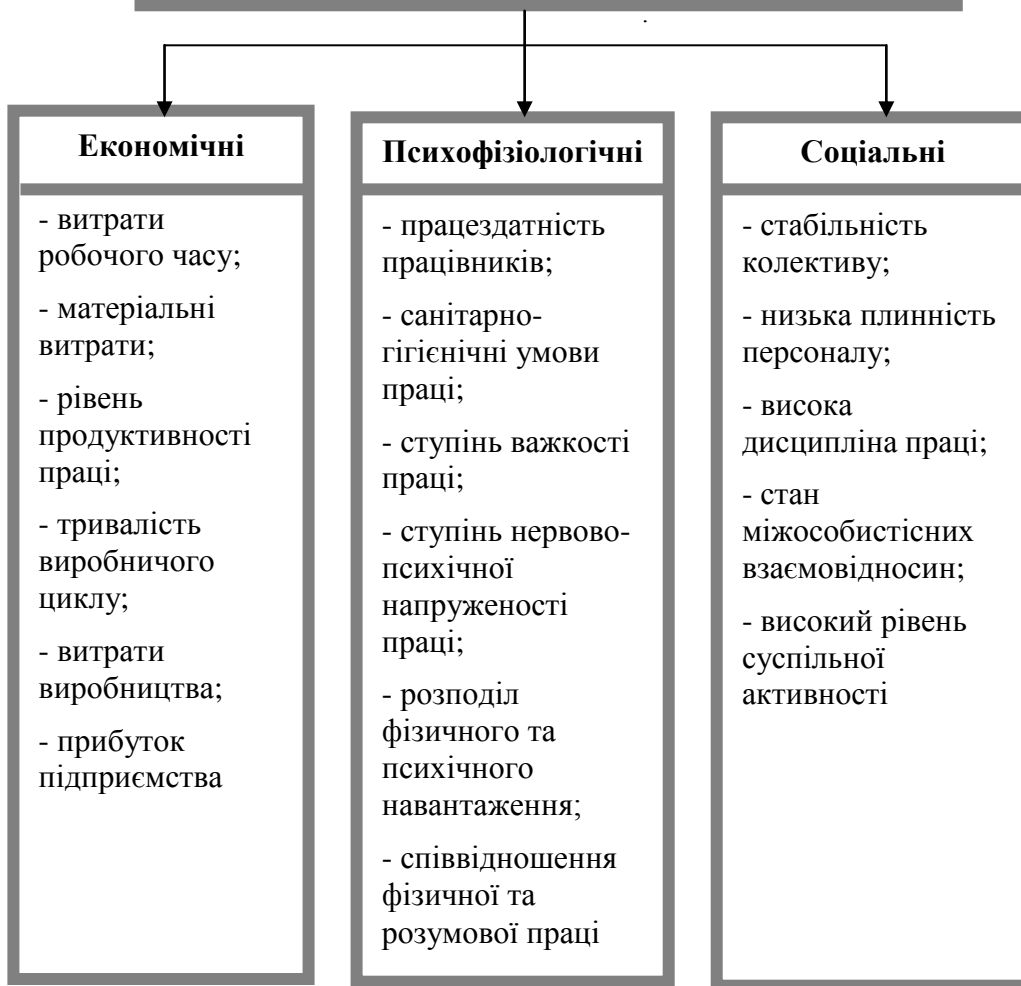 Економічні
- витрати
робочого часу;
- матеріальні
витрати;
- рівень
продуктивності
праці;
- тривалість
виробничого
циклу;
- витрати
виробництва;
- прибуток
підприємства
Психофізіологічні
- працездатність
працівників;
- санітарно-
гігієнічні умови
праці;
- ступінь важкості
праці;
- ступінь нервово-
психічної
напруженості
праці;
- розподіл
фізичного та
психічного
навантаження;
- співвідношення
фізичної та
розумової праці
Соціальні
- стабільність
колективу;
- низька плинність
персоналу;
- висока
дисципліна праці;
- стан
міжособистісних
взаємовідносин;
- високий рівень
суспільної
активності